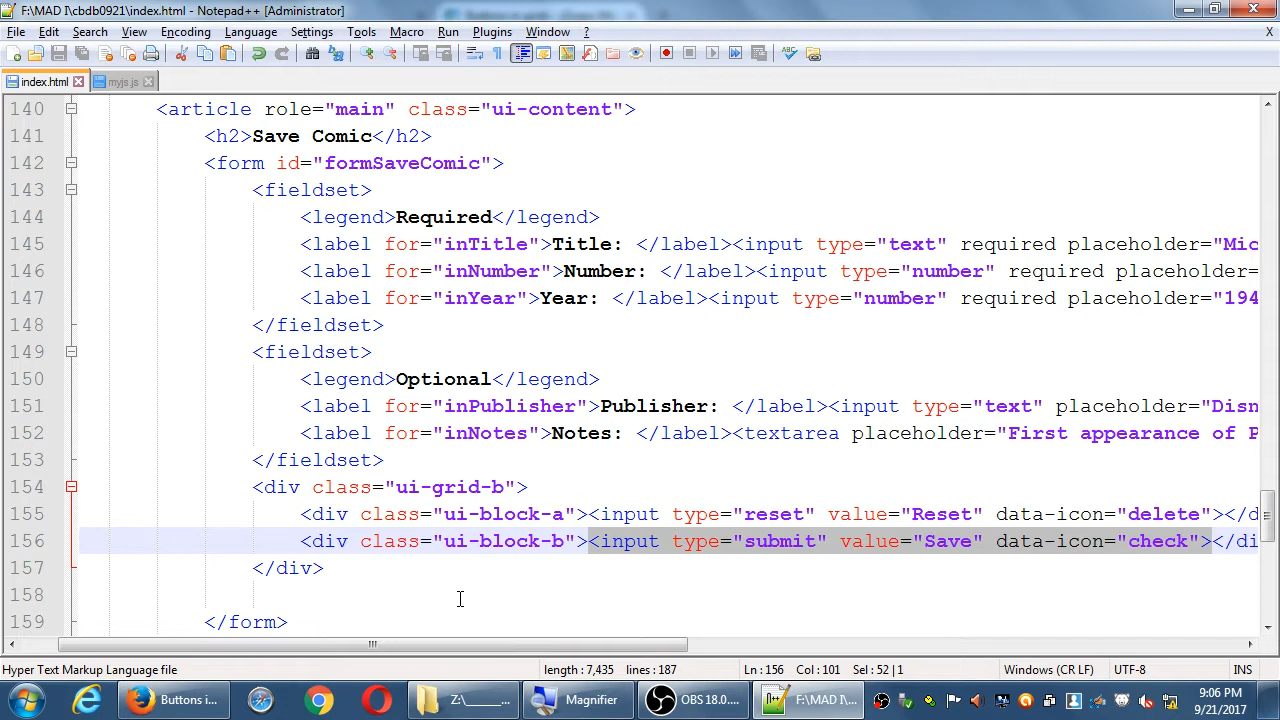 F:\MAD I\cbdb0921\index.html - Notepad++ [Administrator]
File Edit Search View Encoding Language Settings Tools Macro Run Plugins Window ? X
index.html myjs.js
140 <article role="main" class="ui-content">
141 <h2>Save Comic</h2>
142 <form id="formSaveComic">
143 <fieldset>
144 <legend>Required</legend>
145 <label for="inTitle">Title: </label><input type="text" required placeholder="Mic
146 <label for="inNumber">Number: </label><input type="number" required placeholder=
147 <label for="inYear">Year: </label><input type="number" required placeholder="194
148 </fieldset>
149 <fieldset>
150 <legend>Optional</legend>
151 <label for="inPublisher">Publisher: </label><input type="text" placeholder="Disn
152 <label for="inNotes">Notes: </label><textarea placeholder="First appearance of P
153 </fieldset>
154 <div class="ui-grid-b">
155 <div class="ui-block-a"><input type="reset" value="Reset" data-icon="delete"></d
156 <div class="ui-block-b"><input type="submit" value="Save" data-icon="check"></di
157 </div>
158
159 </form>
Hyper Text Markup Language file length : 7,435 lines : 187 Ln : 156 Col : 101 Sel : 52 | 1 Windows (CR LF) UTF-8 INS
Buttons i... Z:\_____... Magnifier OBS 18.0.... F:\MAD I\... 9:06 PM
9/21/2017